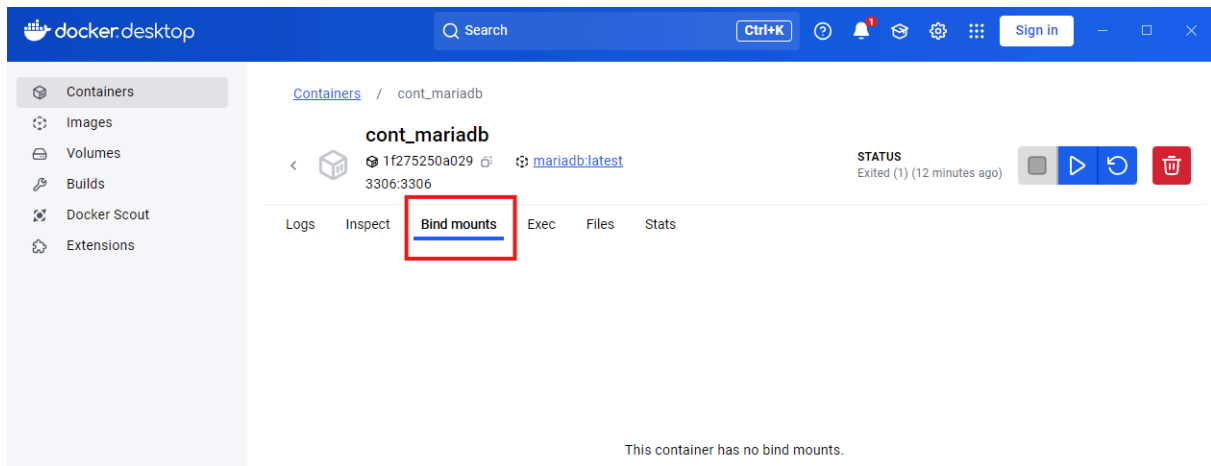 docker.desktop
Search
Ctrl+K
1
Sign in
Containers
Images
Volumes
Builds
Docker Scout
Extensions
Containers / cont_mariadb
cont_mariadb
1f275250a029 mariadb:latest
3306:3306
STATUS
Exited (1) (12 minutes ago)
Logs Inspect Bind mounts Exec Files Stats
This container has no bind mounts.